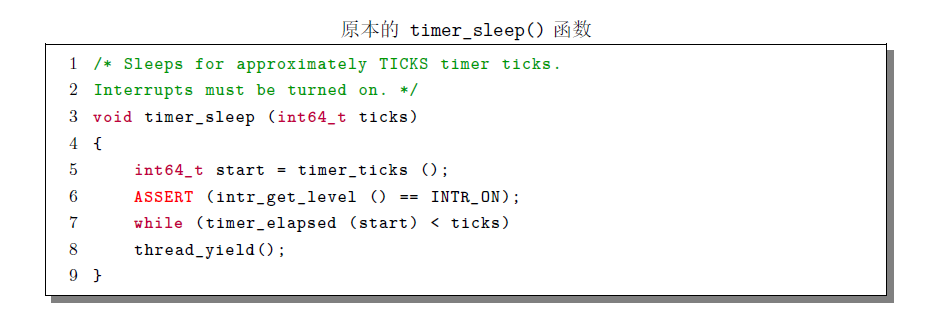 原本的 timer_sleep() 函数
1 /* Sleeps for approximately TICKS timer ticks.
2 Interrupts must be turned on. */
3 void timer_sleep (int64_t ticks)
4 {
5 int64_t start = timer_ticks ();
6 ASSERT (intr_get_level () == INTR_ON);
7 while (timer_elapsed (start) < ticks)
8 thread_yield();
9 }